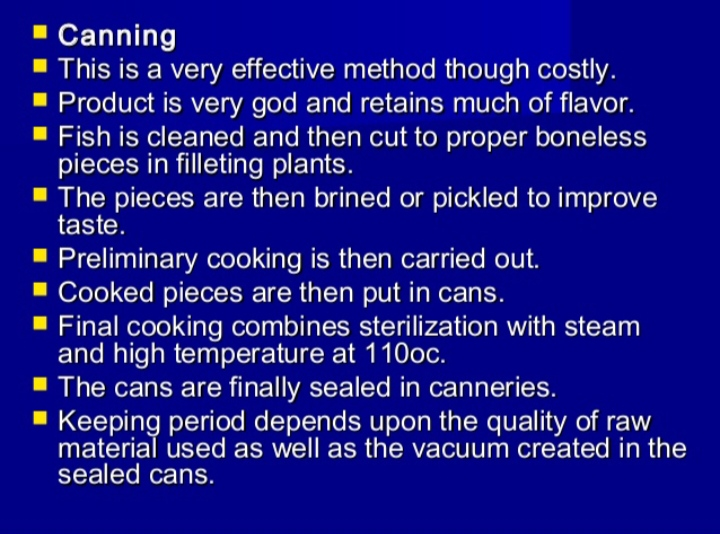 Canning
This is a very effective method though costly.
Product is very god and retains much of flavor.
Fish is cleaned and then cut to proper boneless
pieces in filleting plants.
The pieces are then brined or pickled to improve
taste.
Preliminary cooking is then carried out.
Cooked pieces are then put in cans.
Final cooking combines sterilization with steam
and high temperature at 110oc.
The cans are finally sealed in canneries.
Keeping period depends upon the quality of raw
material used as well as the vacuum created in the
sealed cans.